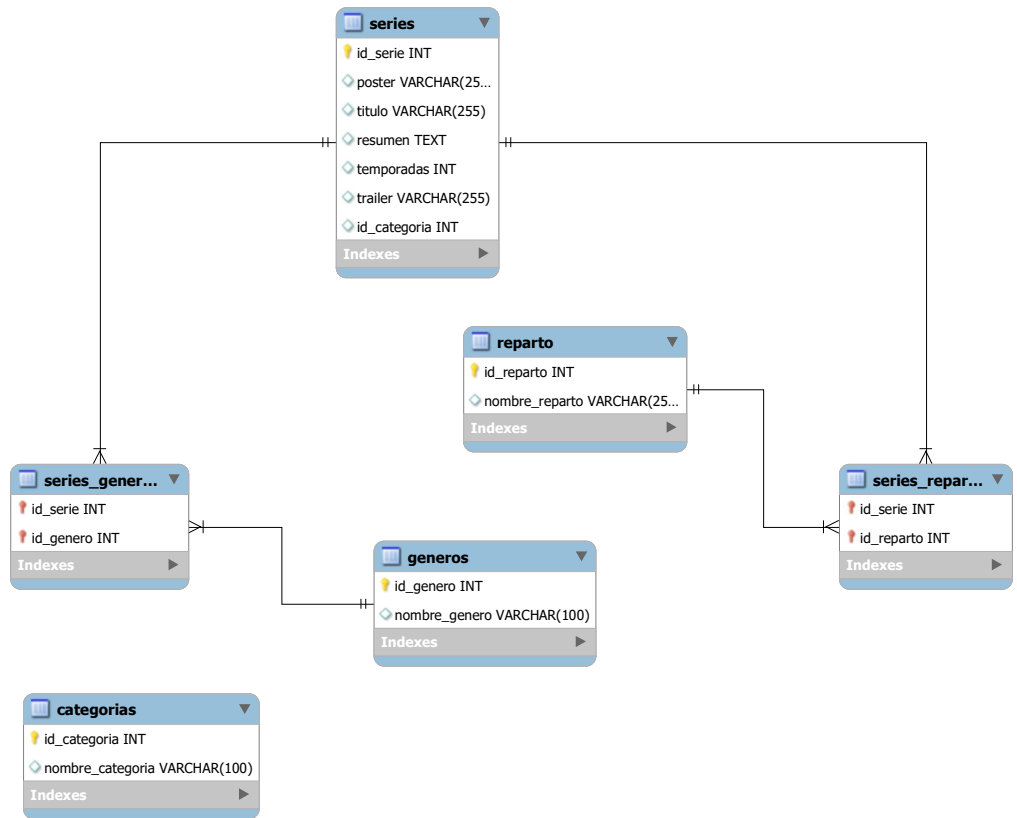 series
id_serie INT
poster VARCHAR(25...
titulo VARCHAR(255)
resumen TEXT
temporadas INT
trailer VARCHAR(255)
id_categoria INT
Indexes
reparto
id_reparto INT
nombre_reparto VARCHAR(25...
Indexes
series_gener...
id_serie INT
id_genero INT
Indexes
series_repar...
id_serie INT
id_reparto INT
Indexes
generos
id_genero INT
nombre_genero VARCHAR(100)
Indexes
categorias
id_categoria INT
nombre_categoria VARCHAR(100)
Indexes